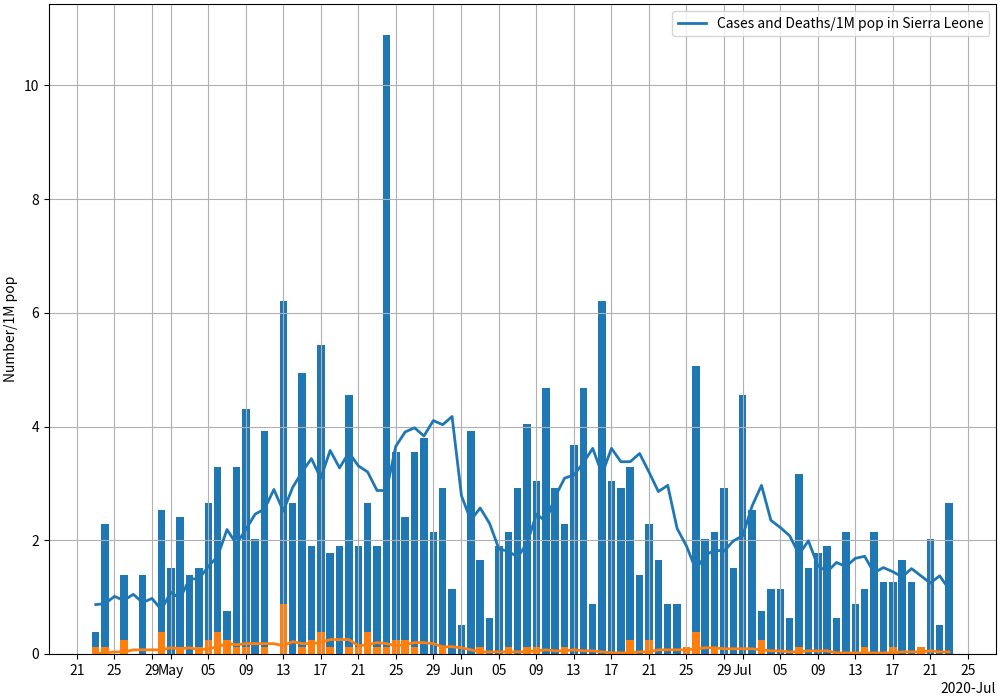 Cases and Deaths/1M pop in Sierra Leone
Number/1M pop
10
8
6
4
2
0
21 25 29 May 05 09 13 17 21 25 29 Jun 05 09 13 17 21 25 29 Jul 05 09 13 17 21 25
2020-Jul